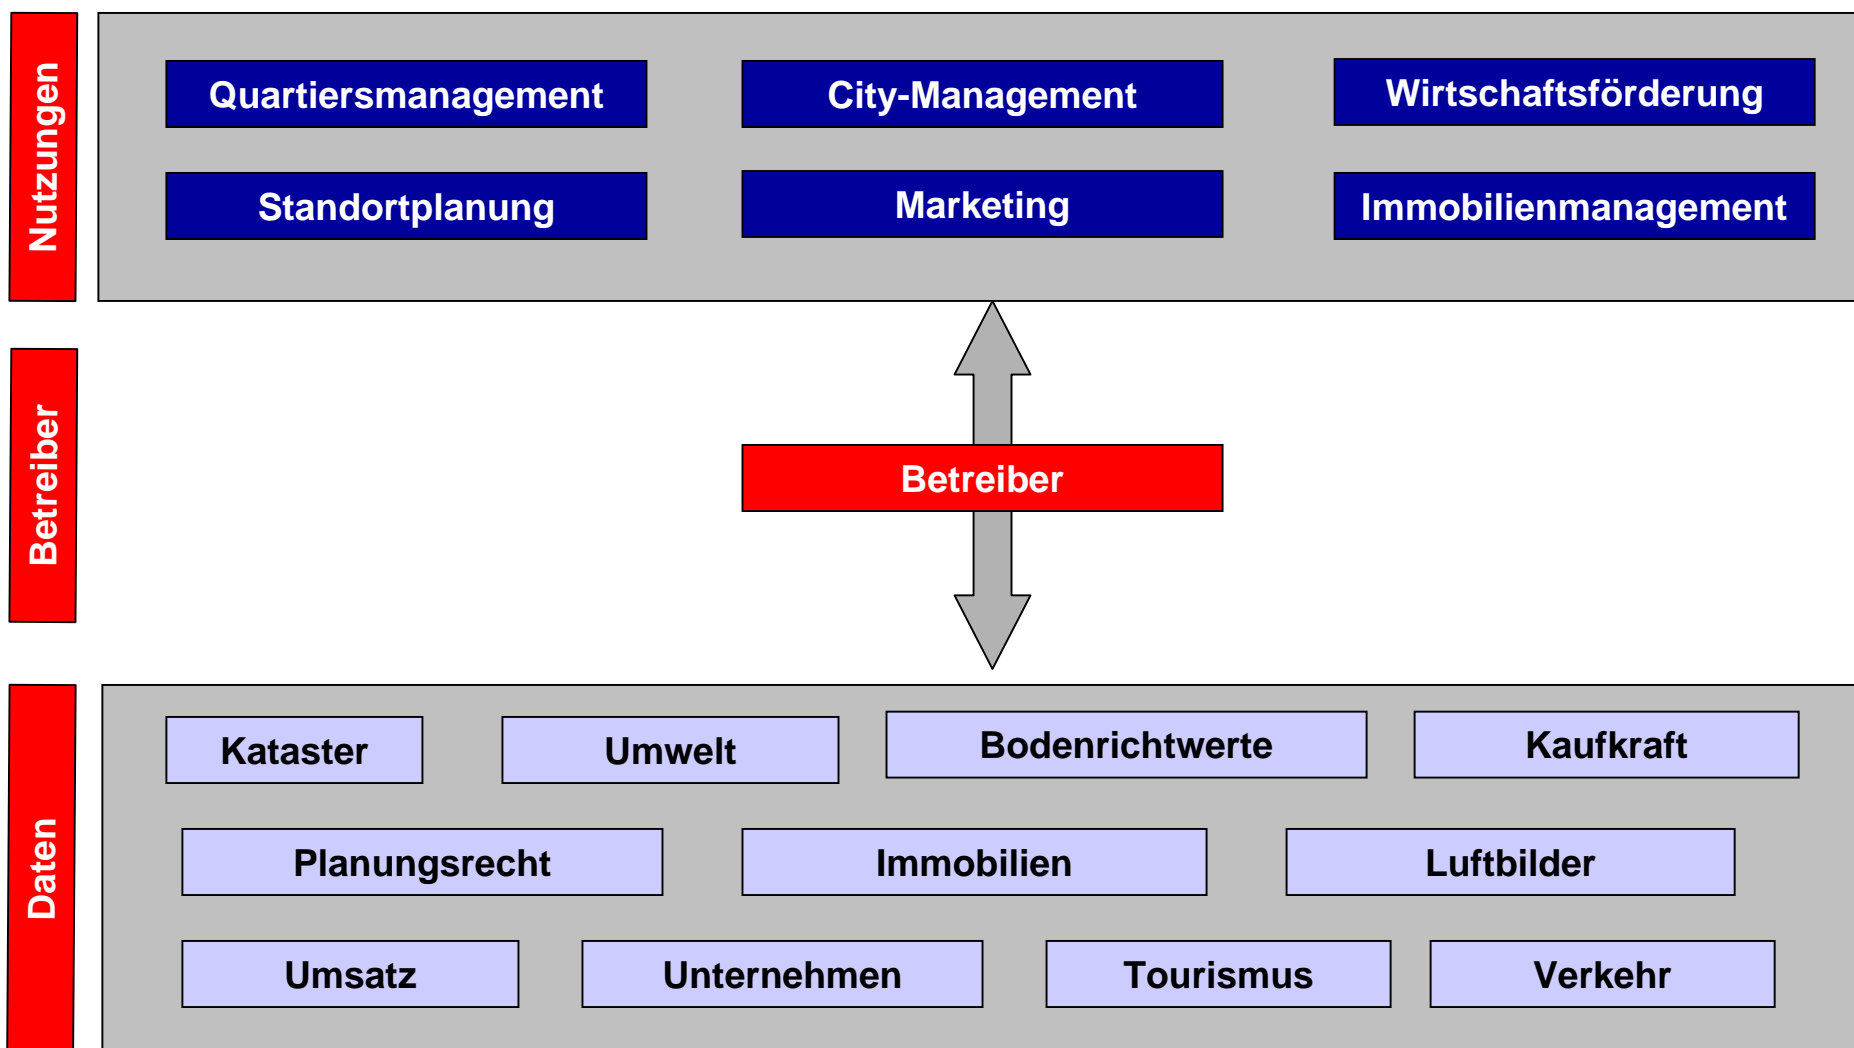 Nutzungen
Quartiersmanagement
City-Management
Wirtschaftsförderung
Standortplanung
Marketing
Immobilienmanagement
Betreiber
Betreiber
Daten
Kataster
Umwelt
Bodenrichtwerte
Kaufkraft
Planungsrecht
Immobilien
Luftbilder
Umsatz
Unternehmen
Tourismus
Verkehr